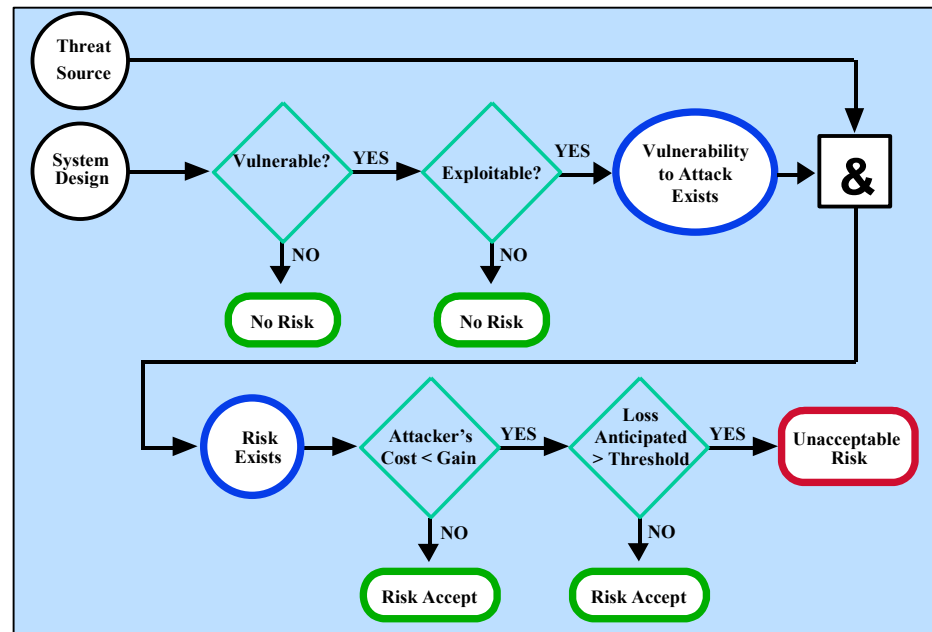 Threat
Source
System
Design
Vulnerable?
YES
Exploitable?
YES
Vulnerability
to Attack
Exists
&
NO
No Risk
NO
No Risk
Risk
Exists
Attacker's
Cost < Gain
YES
Loss
Anticipated
> Threshold
YES
Unacceptable
Risk
NO
Risk Accept
NO
Risk Accept